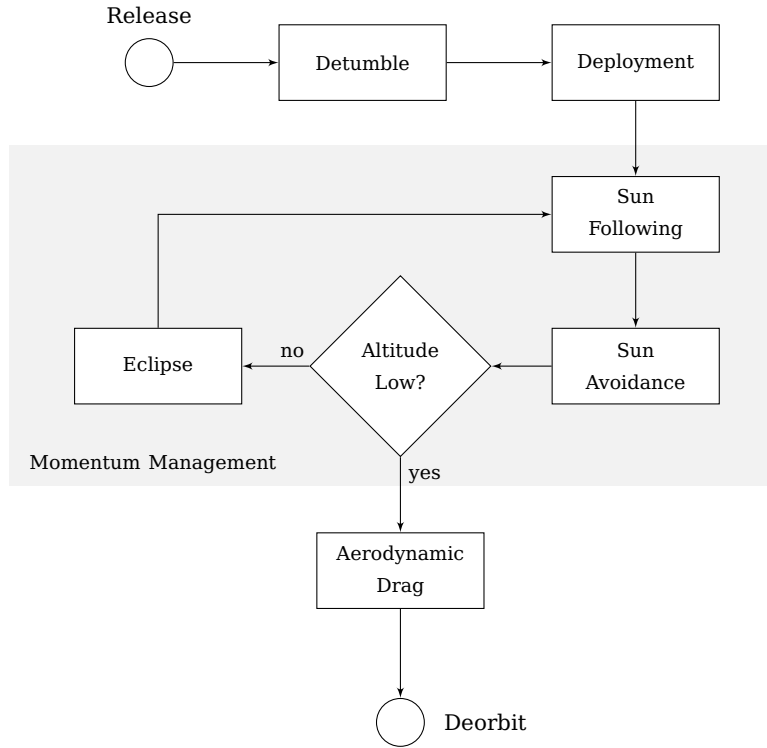 Release
Detumble
Deployment
Sun
Following
Sun
Avoidance
Altitude
Low?
no
Eclipse
Momentum Management
yes
Aerodynamic
Drag
Deorbit